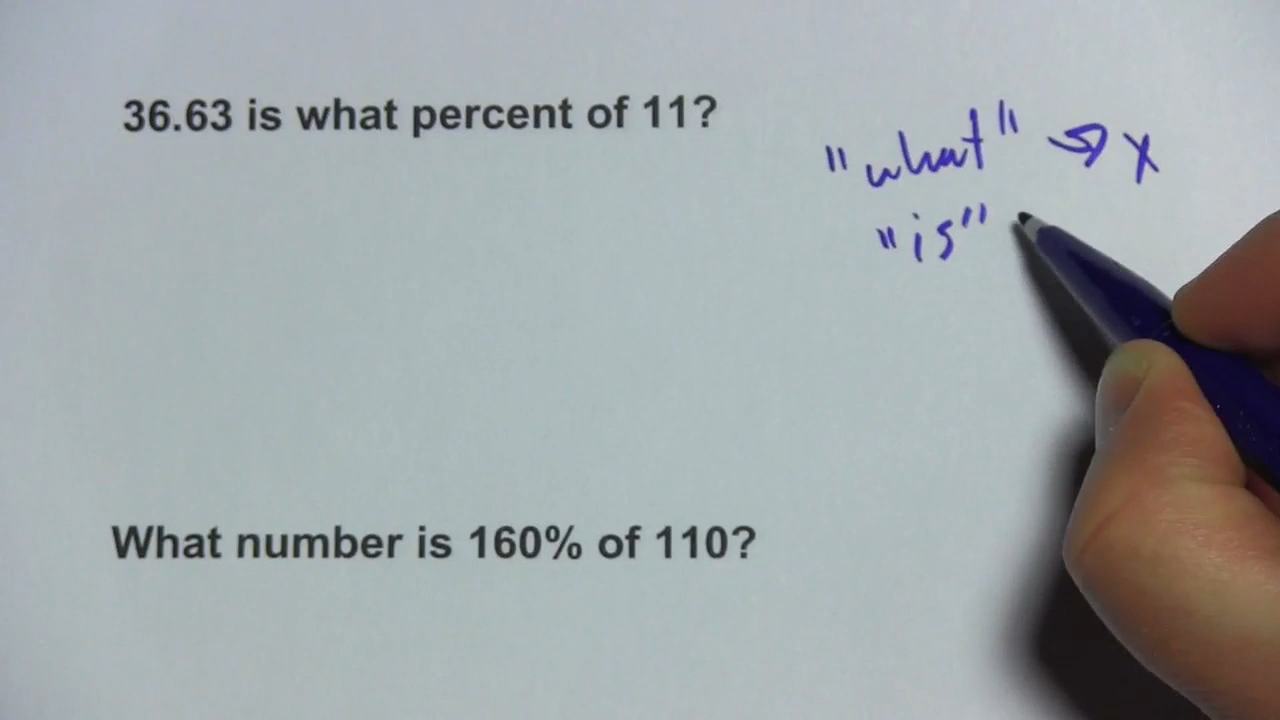 36.63 is what percent of 11?
"what" → x
"is"
What number is 160% of 110?